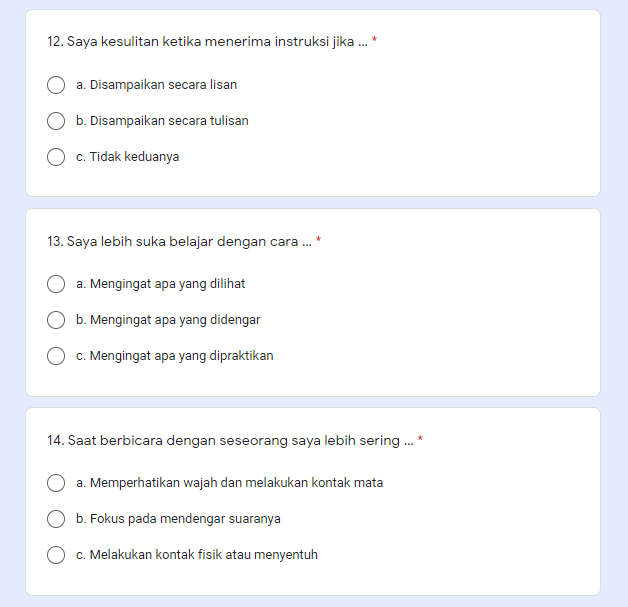 12. Saya kesulitan ketika menerima instruksi jika ... *
a. Disampaikan secara lisan
b. Disampaikan secara tulisan
c. Tidak keduanya
13. Saya lebih suka belajar dengan cara ... *
a. Mengingat apa yang dilihat
b. Mengingat apa yang didengar
c. Mengingat apa yang dipraktikan
14. Saat berbicara dengan seseorang saya lebih sering ... *
a. Memperhatikan wajah dan melakukan kontak mata
b. Fokus pada mendengar suaranya
c. Melakukan kontak fisik atau menyentuh